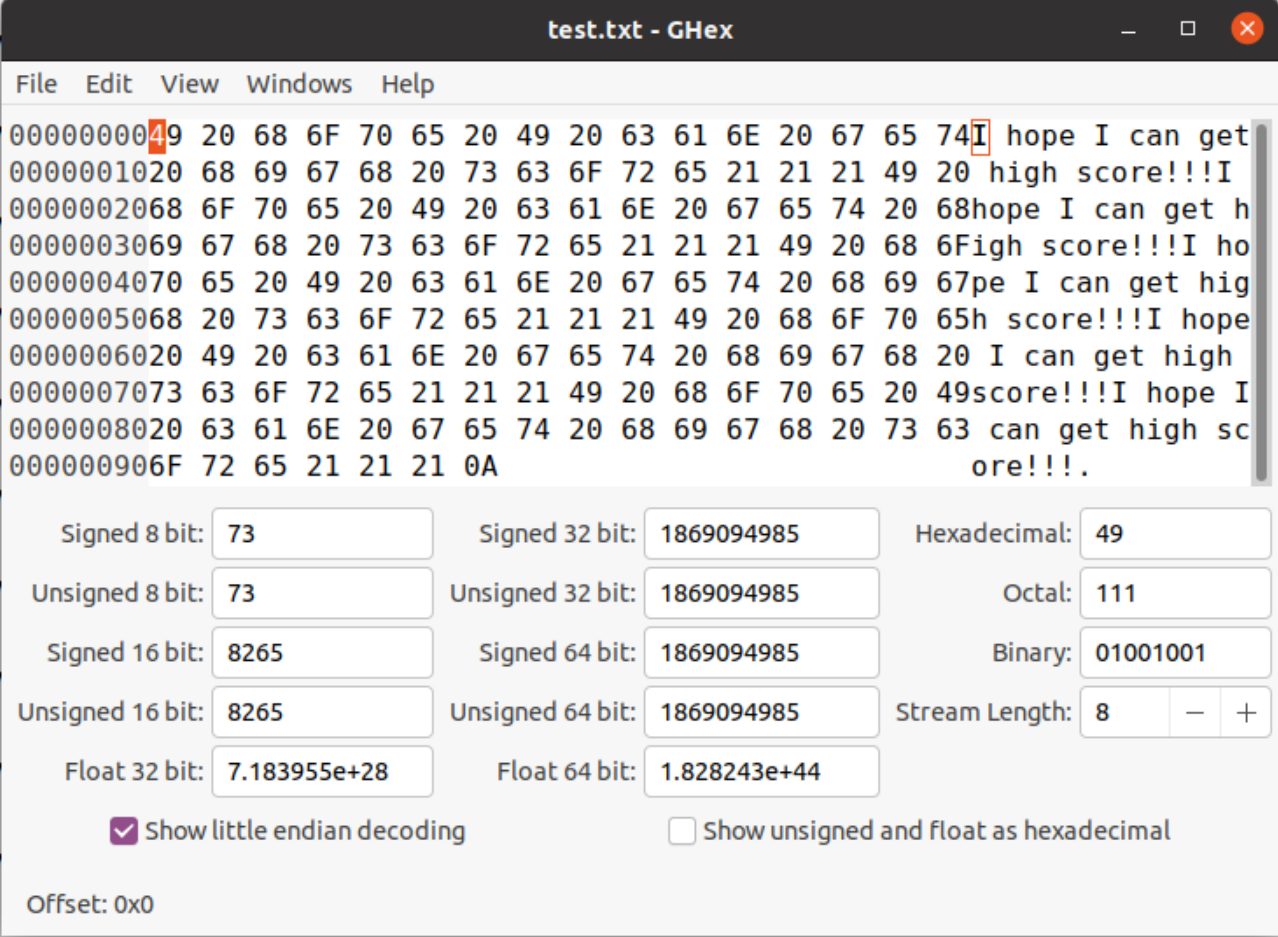 test.txt - GHex
File Edit View Windows Help
00000000 49 20 68 6F 70 65 20 49 20 63 61 6E 20 67 65 74 I hope I can get
00000010 20 68 69 67 68 20 73 63 6F 72 65 21 21 21 49 20  high score!!!I
00000020 68 6F 70 65 20 49 20 63 61 6E 20 67 65 74 20 68 hope I can get h
00000030 69 67 68 20 73 63 6F 72 65 21 21 21 49 20 68 6F igh score!!!I ho
00000040 70 65 20 49 20 63 61 6E 20 67 65 74 20 68 69 67 pe I can get hig
00000050 68 20 73 63 6F 72 65 21 21 21 49 20 68 6F 70 65 h score!!!I hope
00000060 20 49 20 63 61 6E 20 67 65 74 20 68 69 67 68 20  I can get high
00000070 73 63 6F 72 65 21 21 21 49 20 68 6F 70 65 20 49 score!!!I hope I
00000080 20 63 61 6E 20 67 65 74 20 68 69 67 68 20 73 63  can get high sc
00000090 6F 72 65 21 21 21 0A ore!!!.
Signed 8 bit: 73 Signed 32 bit: 1869094985 Hexadecimal: 49
Unsigned 8 bit: 73 Unsigned 32 bit: 1869094985 Octal: 111
Signed 16 bit: 8265 Signed 64 bit: 1869094985 Binary: 01001001
Unsigned 16 bit: 8265 Unsigned 64 bit: 1869094985 Stream Length: 8 − +
Float 32 bit: 7.183955e+28 Float 64 bit: 1.828243e+44
Show little endian decoding Show unsigned and float as hexadecimal
Offset: 0x0